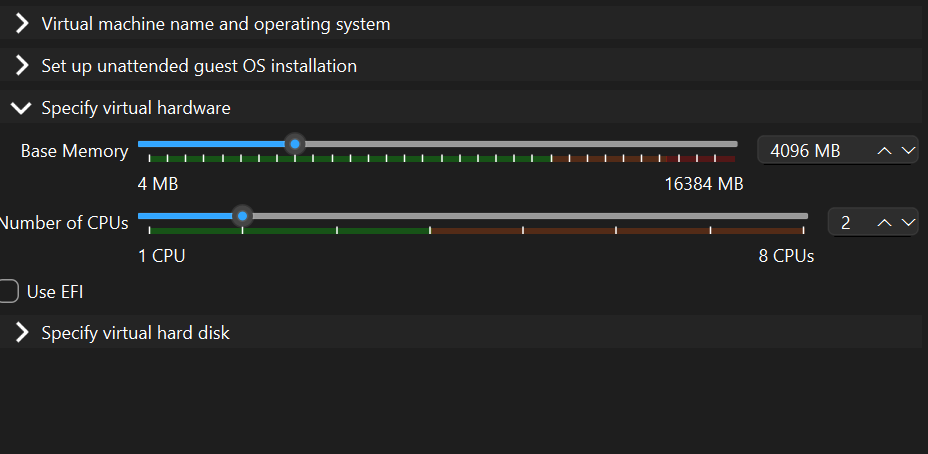 Virtual machine name and operating system
Set up unattended guest OS installation
Specify virtual hardware
Base Memory 4096 MB
4 MB 16384 MB
Number of CPUs 2
1 CPU 8 CPUs
Use EFI
Specify virtual hard disk